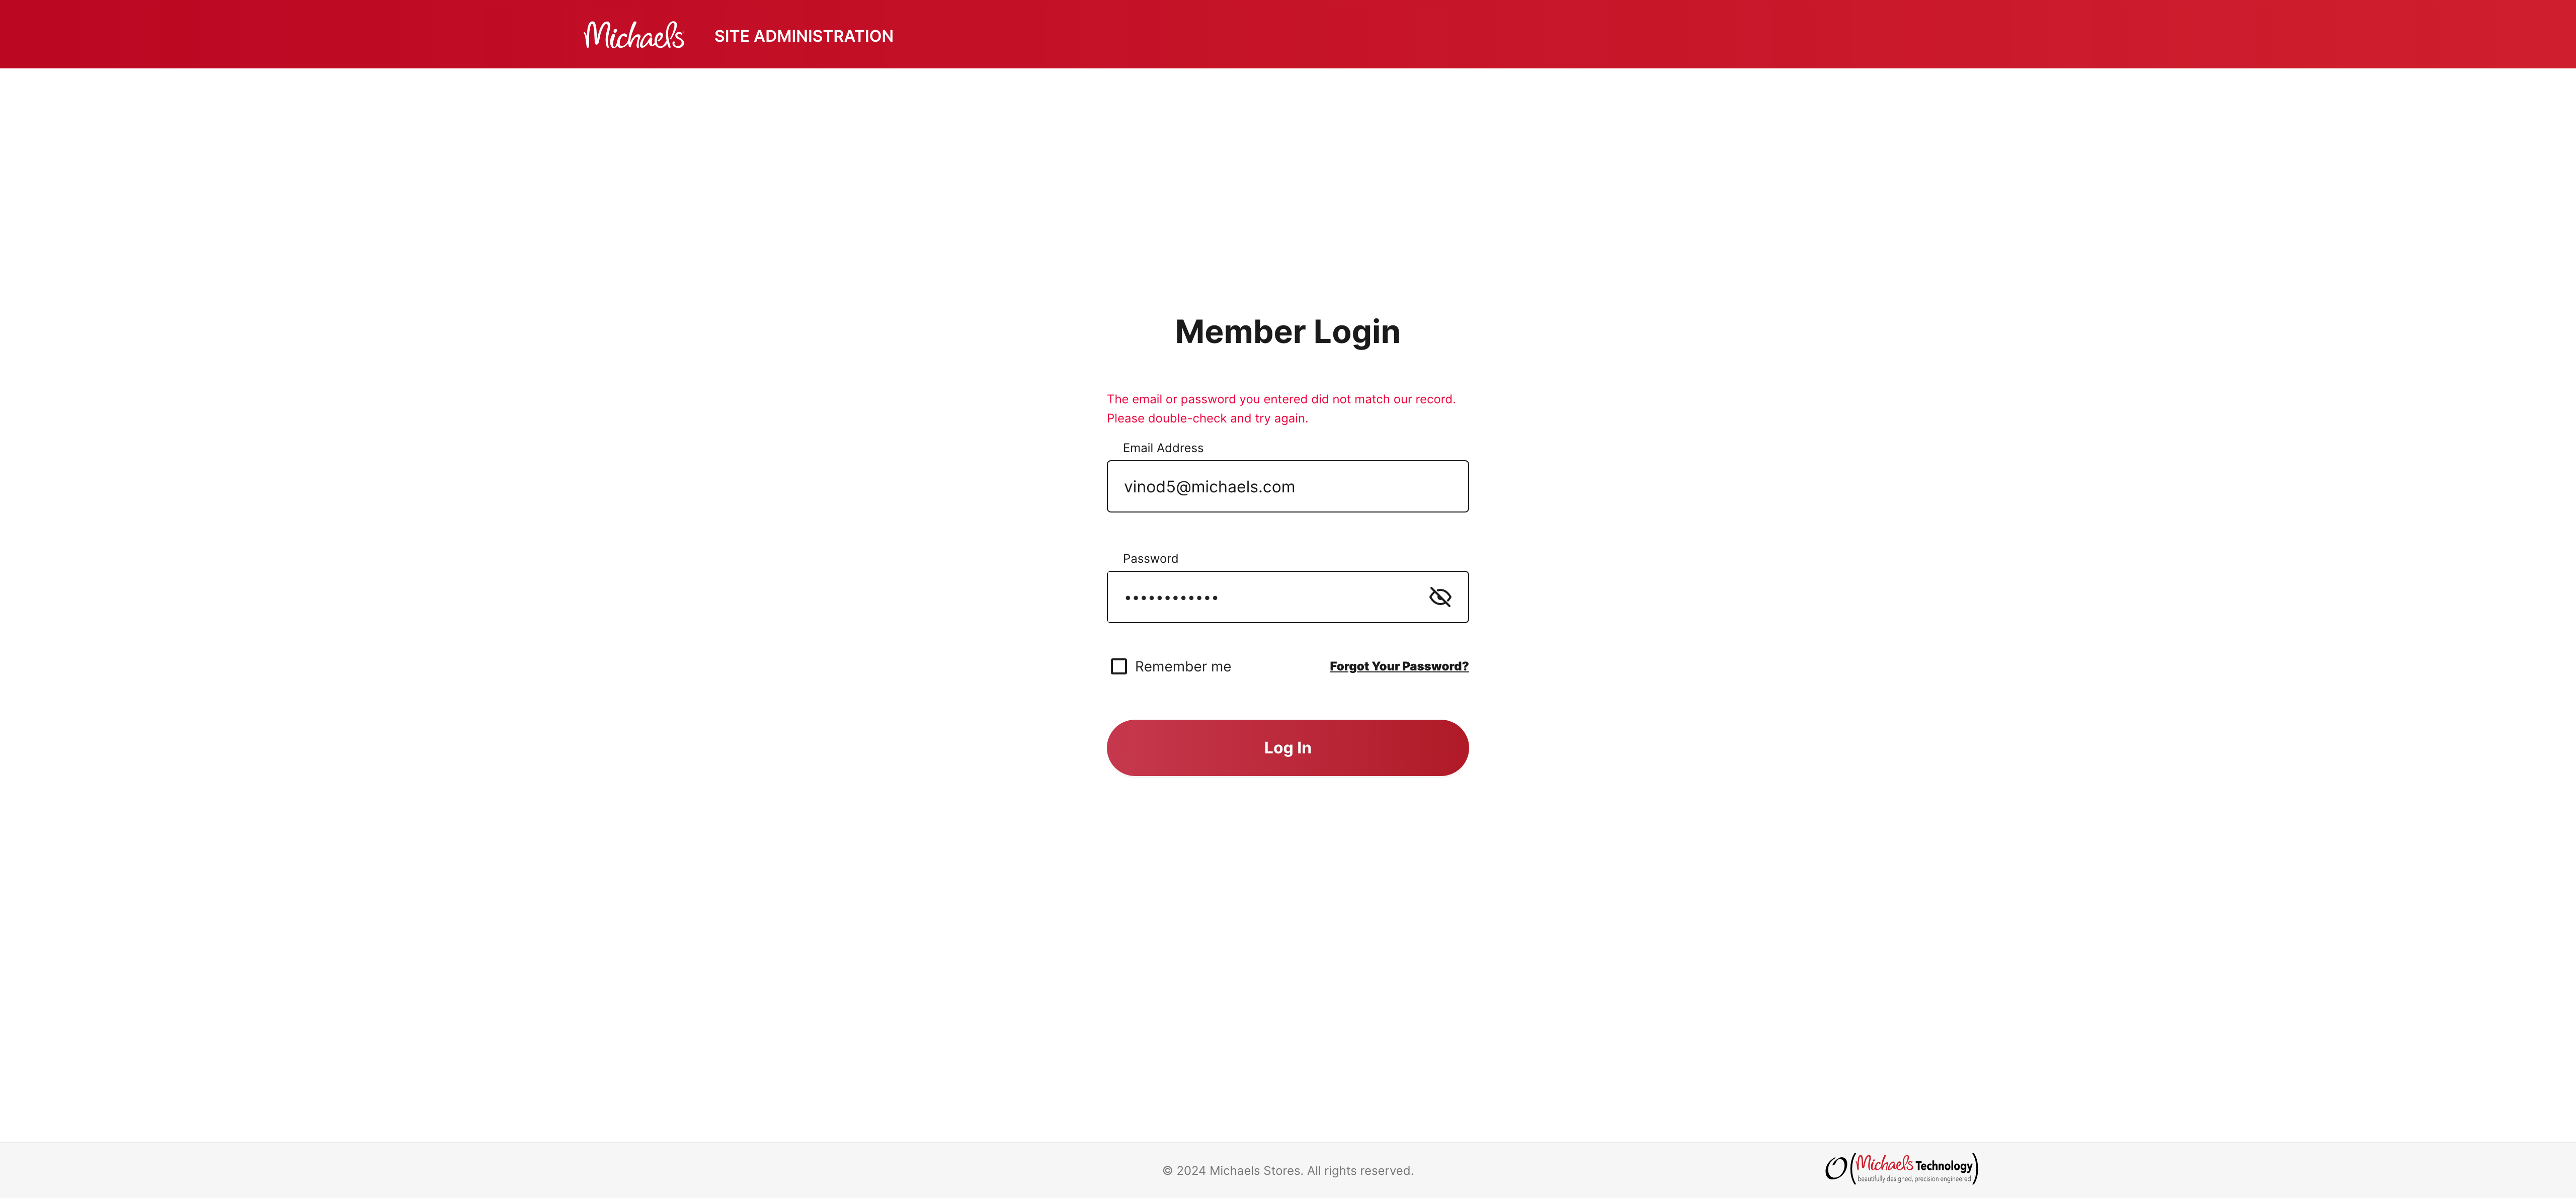 Michaels SITE ADMINISTRATION
Member Login
The email or password you entered did not match our record.
Please double-check and try again.
Email Address
vinod5@michaels.com
Password
••••••••••••
Remember me
Forgot Your Password?
Log In
© 2024 Michaels Stores. All rights reserved.
O(Michaels Technology)
beautifully designed, precision engineered